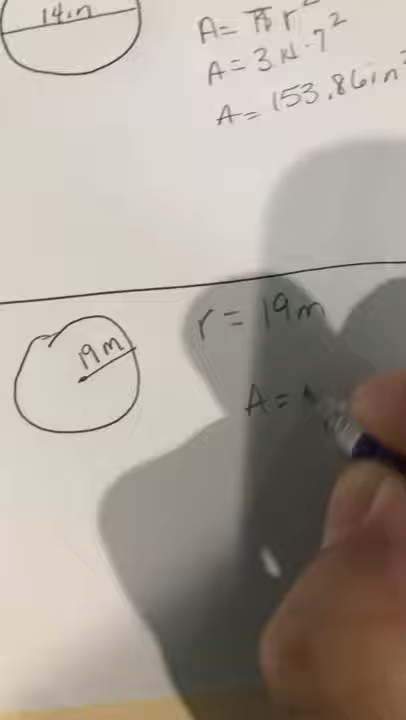 14in
A = πr²
A = 3.14 · 7²
A = 153.86in²
19m
r = 19m
A =